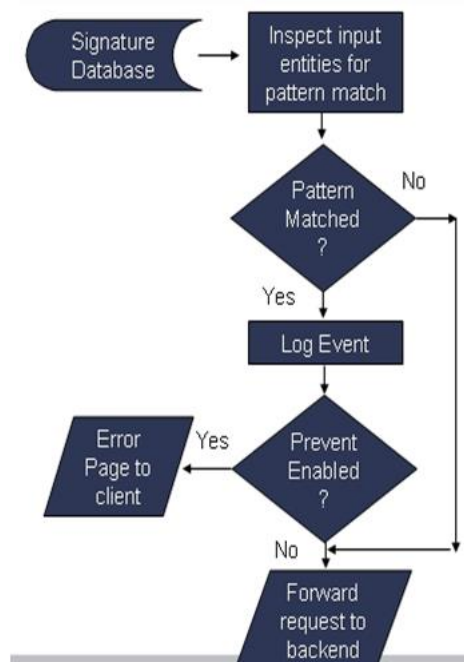 Signature
Database
Inspect input
entities for
pattern match
Pattern
Matched
?
No
Yes
Log Event
Prevent
Enabled
?
Yes
Error
Page to
client
No
Forward
request to
backend